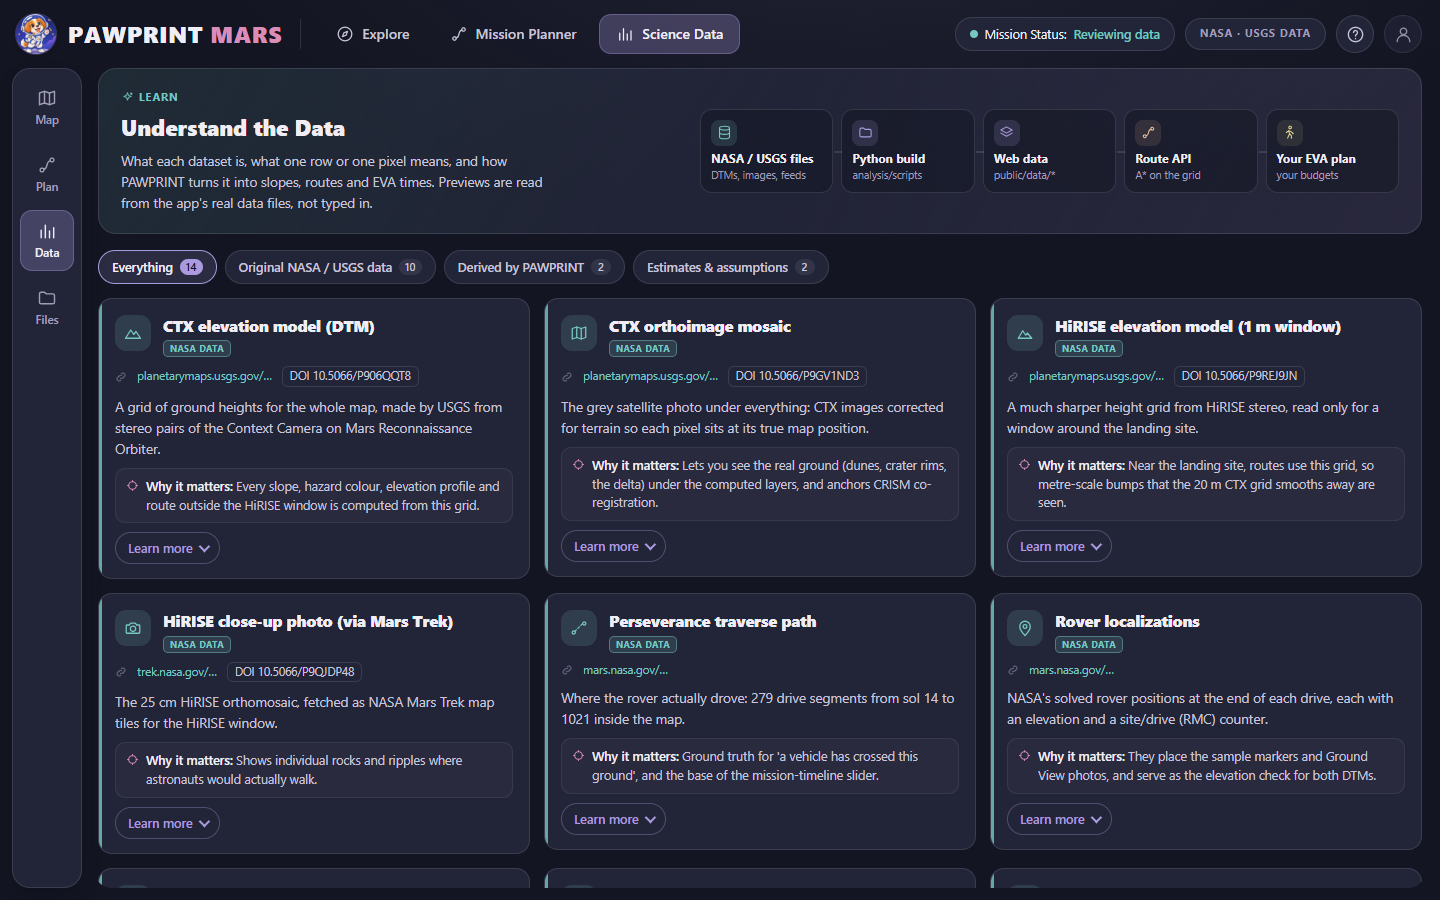 PAWPRINT MARS
Explore
Mission Planner
Science Data
Mission Status: Reviewing data
NASA · USGS DATA
Map
Plan
Data
Files
LEARN
Understand the Data
What each dataset is, what one row or one pixel means, and how
PAWPRINT turns it into slopes, routes and EVA times. Previews are read
from the app's real data files, not typed in.
NASA / USGS files
DTMs, images, feeds
Python build
analysis/scripts
Web data
public/data/*
Route API
A* on the grid
Your EVA plan
your budgets
Everything 14
Original NASA / USGS data 10
Derived by PAWPRINT 2
Estimates & assumptions 2
CTX elevation model (DTM)
NASA DATA
planetarymaps.usgs.gov/... DOI 10.5066/P906QQT8
A grid of ground heights for the whole map, made by USGS from
stereo pairs of the Context Camera on Mars Reconnaissance
Orbiter.
Why it matters: Every slope, hazard colour, elevation profile and
route outside the HiRISE window is computed from this grid.
Learn more
CTX orthoimage mosaic
NASA DATA
planetarymaps.usgs.gov/... DOI 10.5066/P9GV1ND3
The grey satellite photo under everything: CTX images corrected
for terrain so each pixel sits at its true map position.
Why it matters: Lets you see the real ground (dunes, crater rims,
the delta) under the computed layers, and anchors CRISM co-
registration.
Learn more
HiRISE elevation model (1 m window)
NASA DATA
planetarymaps.usgs.gov/... DOI 10.5066/P9REJ9JN
A much sharper height grid from HiRISE stereo, read only for a
window around the landing site.
Why it matters: Near the landing site, routes use this grid, so
metre-scale bumps that the 20 m CTX grid smooths away are
seen.
Learn more
HiRISE close-up photo (via Mars Trek)
NASA DATA
trek.nasa.gov/... DOI 10.5066/P9QJDP48
The 25 cm HiRISE orthomosaic, fetched as NASA Mars Trek map
tiles for the HiRISE window.
Why it matters: Shows individual rocks and ripples where
astronauts would actually walk.
Learn more
Perseverance traverse path
NASA DATA
mars.nasa.gov/...
Where the rover actually drove: 279 drive segments from sol 14 to
1021 inside the map.
Why it matters: Ground truth for 'a vehicle has crossed this
ground', and the base of the mission-timeline slider.
Learn more
Rover localizations
NASA DATA
mars.nasa.gov/...
NASA's solved rover positions at the end of each drive, each with
an elevation and a site/drive (RMC) counter.
Why it matters: They place the sample markers and Ground
View photos, and serve as the elevation check for both DTMs.
Learn more